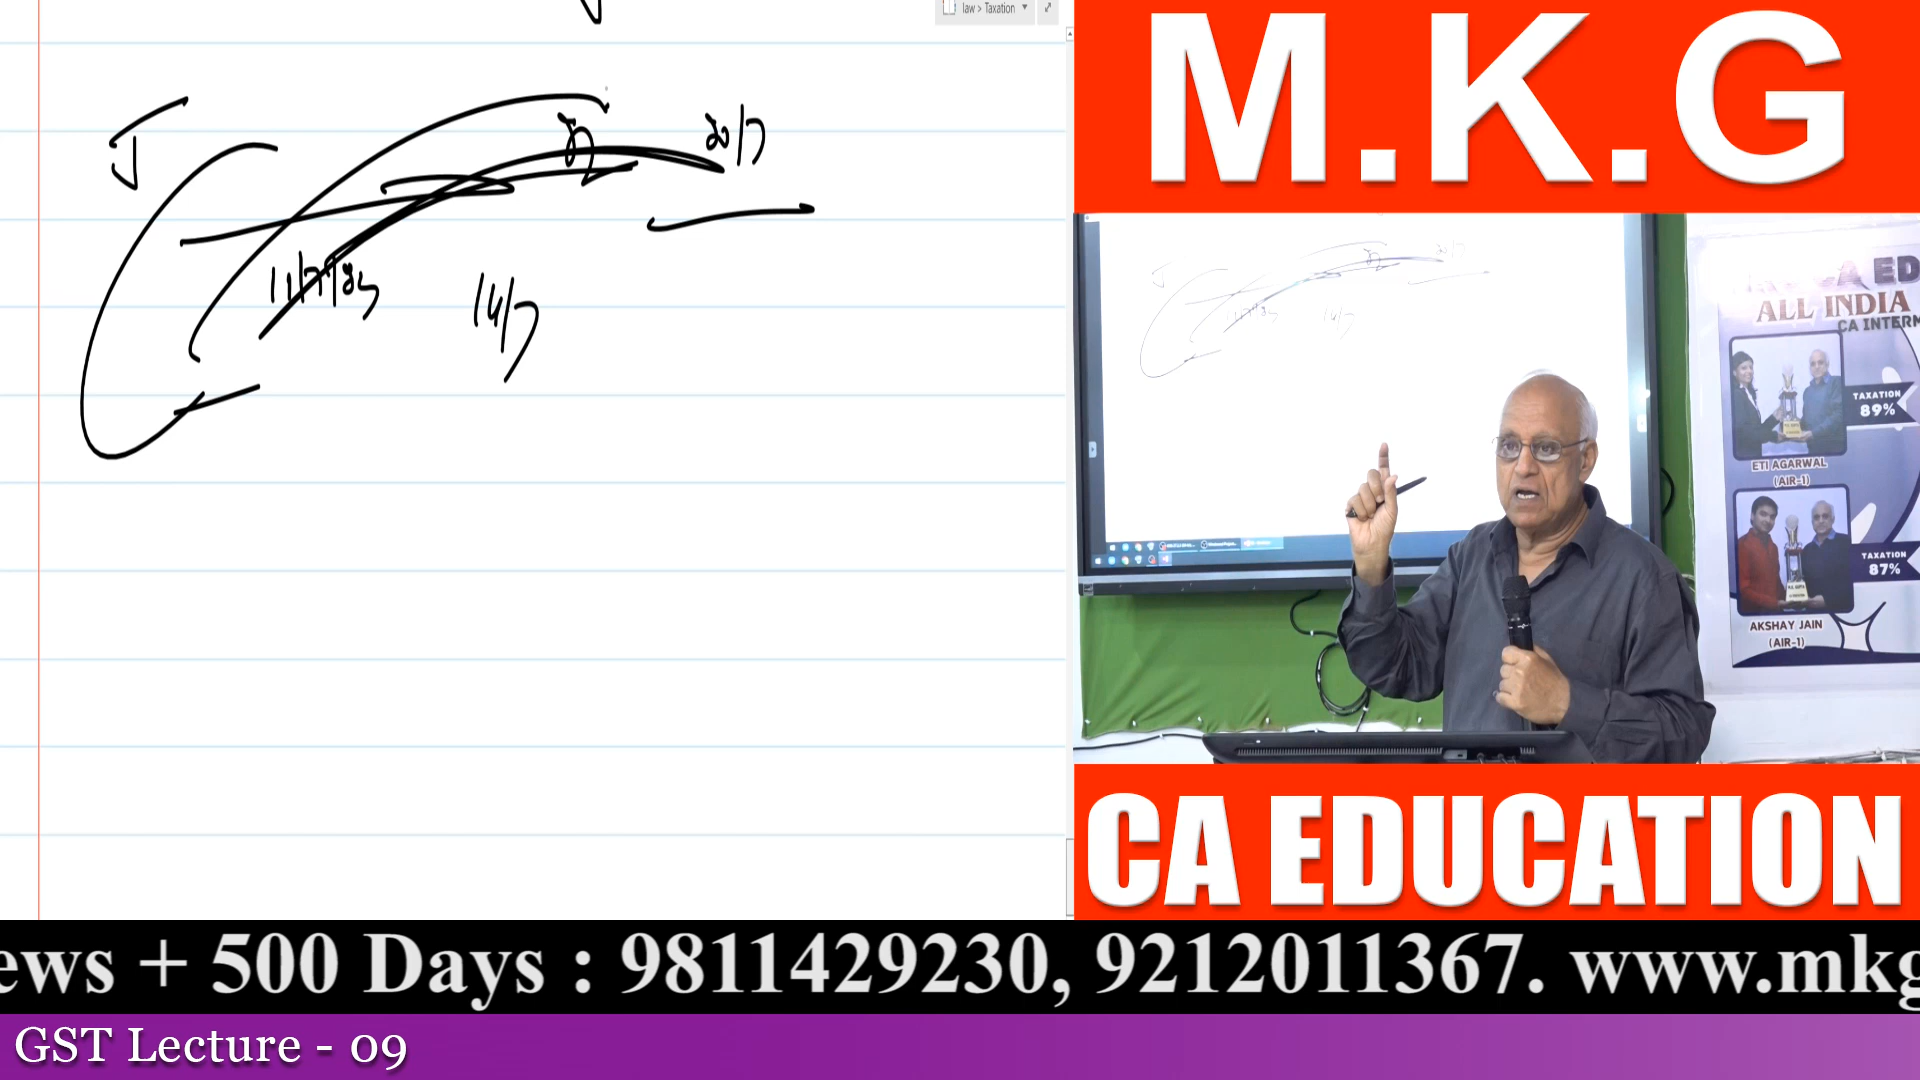 law > Taxation
J
20/7
11/7/25
14/7
M.K.G
ALL INDIA
CA INTERM
TAXATION
89%
ETI AGARWAL
(AIR-1)
TAXATION
87%
AKSHAY JAIN
(AIR-1)
CA EDUCATION
ews + 500 Days : 9811429230, 9212011367. www.mkg
GST Lecture - 09